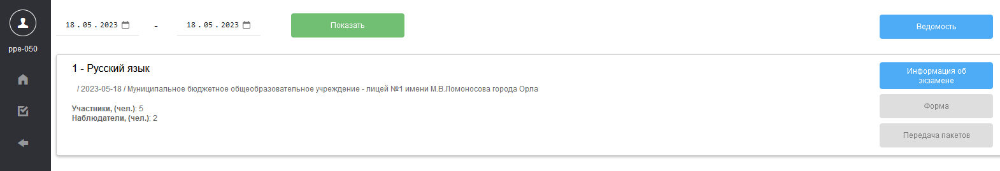 ppe-050
18.05.2023 - 18.05.2023
Показать
Ведомость
1 - Русский язык
/ 2023-05-18 / Муниципальное бюджетное общеобразовательное учреждение - лицей №1 имени М.В.Ломоносова города Орла
Участники, (чел.): 5
Наблюдатели, (чел.): 2
Информация об
экзамене
Форма
Передача пакетов